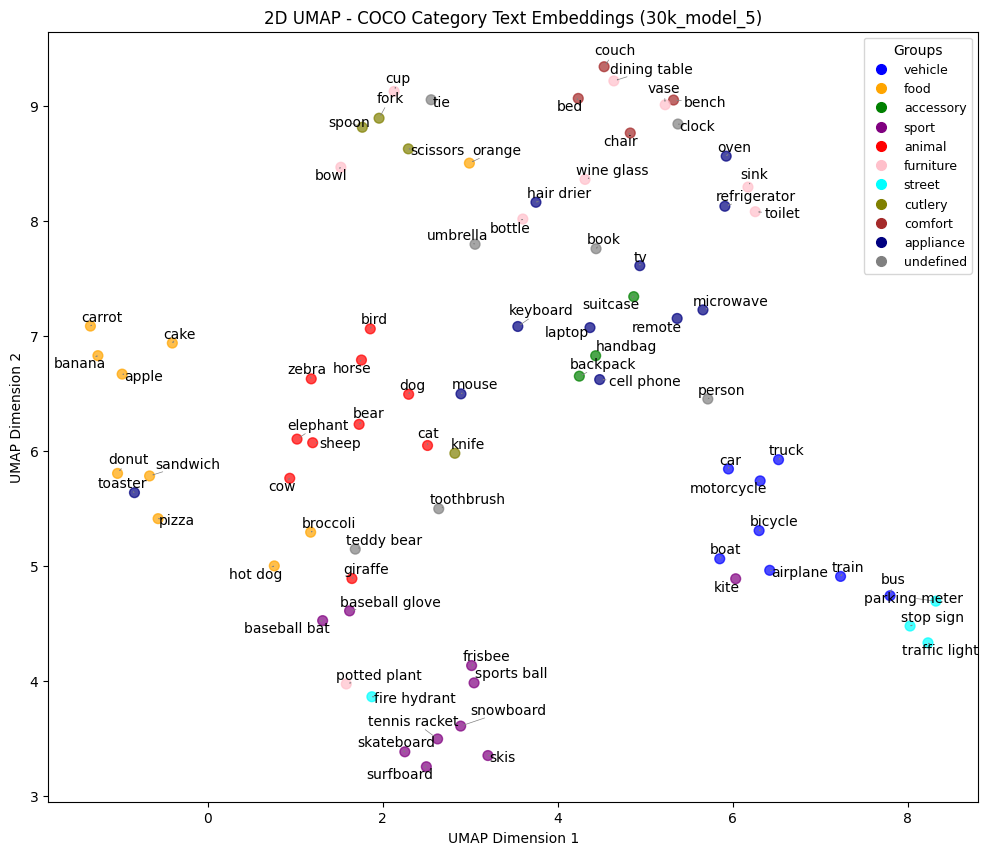 2D UMAP - COCO Category Text Embeddings (30k_model_5)
Groups
vehicle
food
accessory
sport
animal
furniture
street
cutlery
comfort
appliance
undefined
couch
dining table
cup
vase
fork
bed
bench
tie
spoon
clock
chair
oven
scissors
orange
bowl
wine glass
sink
hair drier
refrigerator
toilet
bottle
umbrella
book
tv
suitcase
microwave
keyboard
carrot
bird
laptop
remote
cake
handbag
banana
apple
zebra
horse
backpack
dog
mouse
cell phone
person
bear
elephant
sheep
cat
knife
truck
car
donut
sandwich
motorcycle
toaster
cow
toothbrush
pizza
broccoli
bicycle
teddy bear
boat
hot dog
giraffe
airplane
train
kite
bus
baseball glove
parking meter
baseball bat
stop sign
traffic light
frisbee
sports ball
potted plant
fire hydrant
snowboard
tennis racket
skateboard
skis
surfboard
9
8
7
6
5
4
3
UMAP Dimension 2
0
2
4
6
8
UMAP Dimension 1